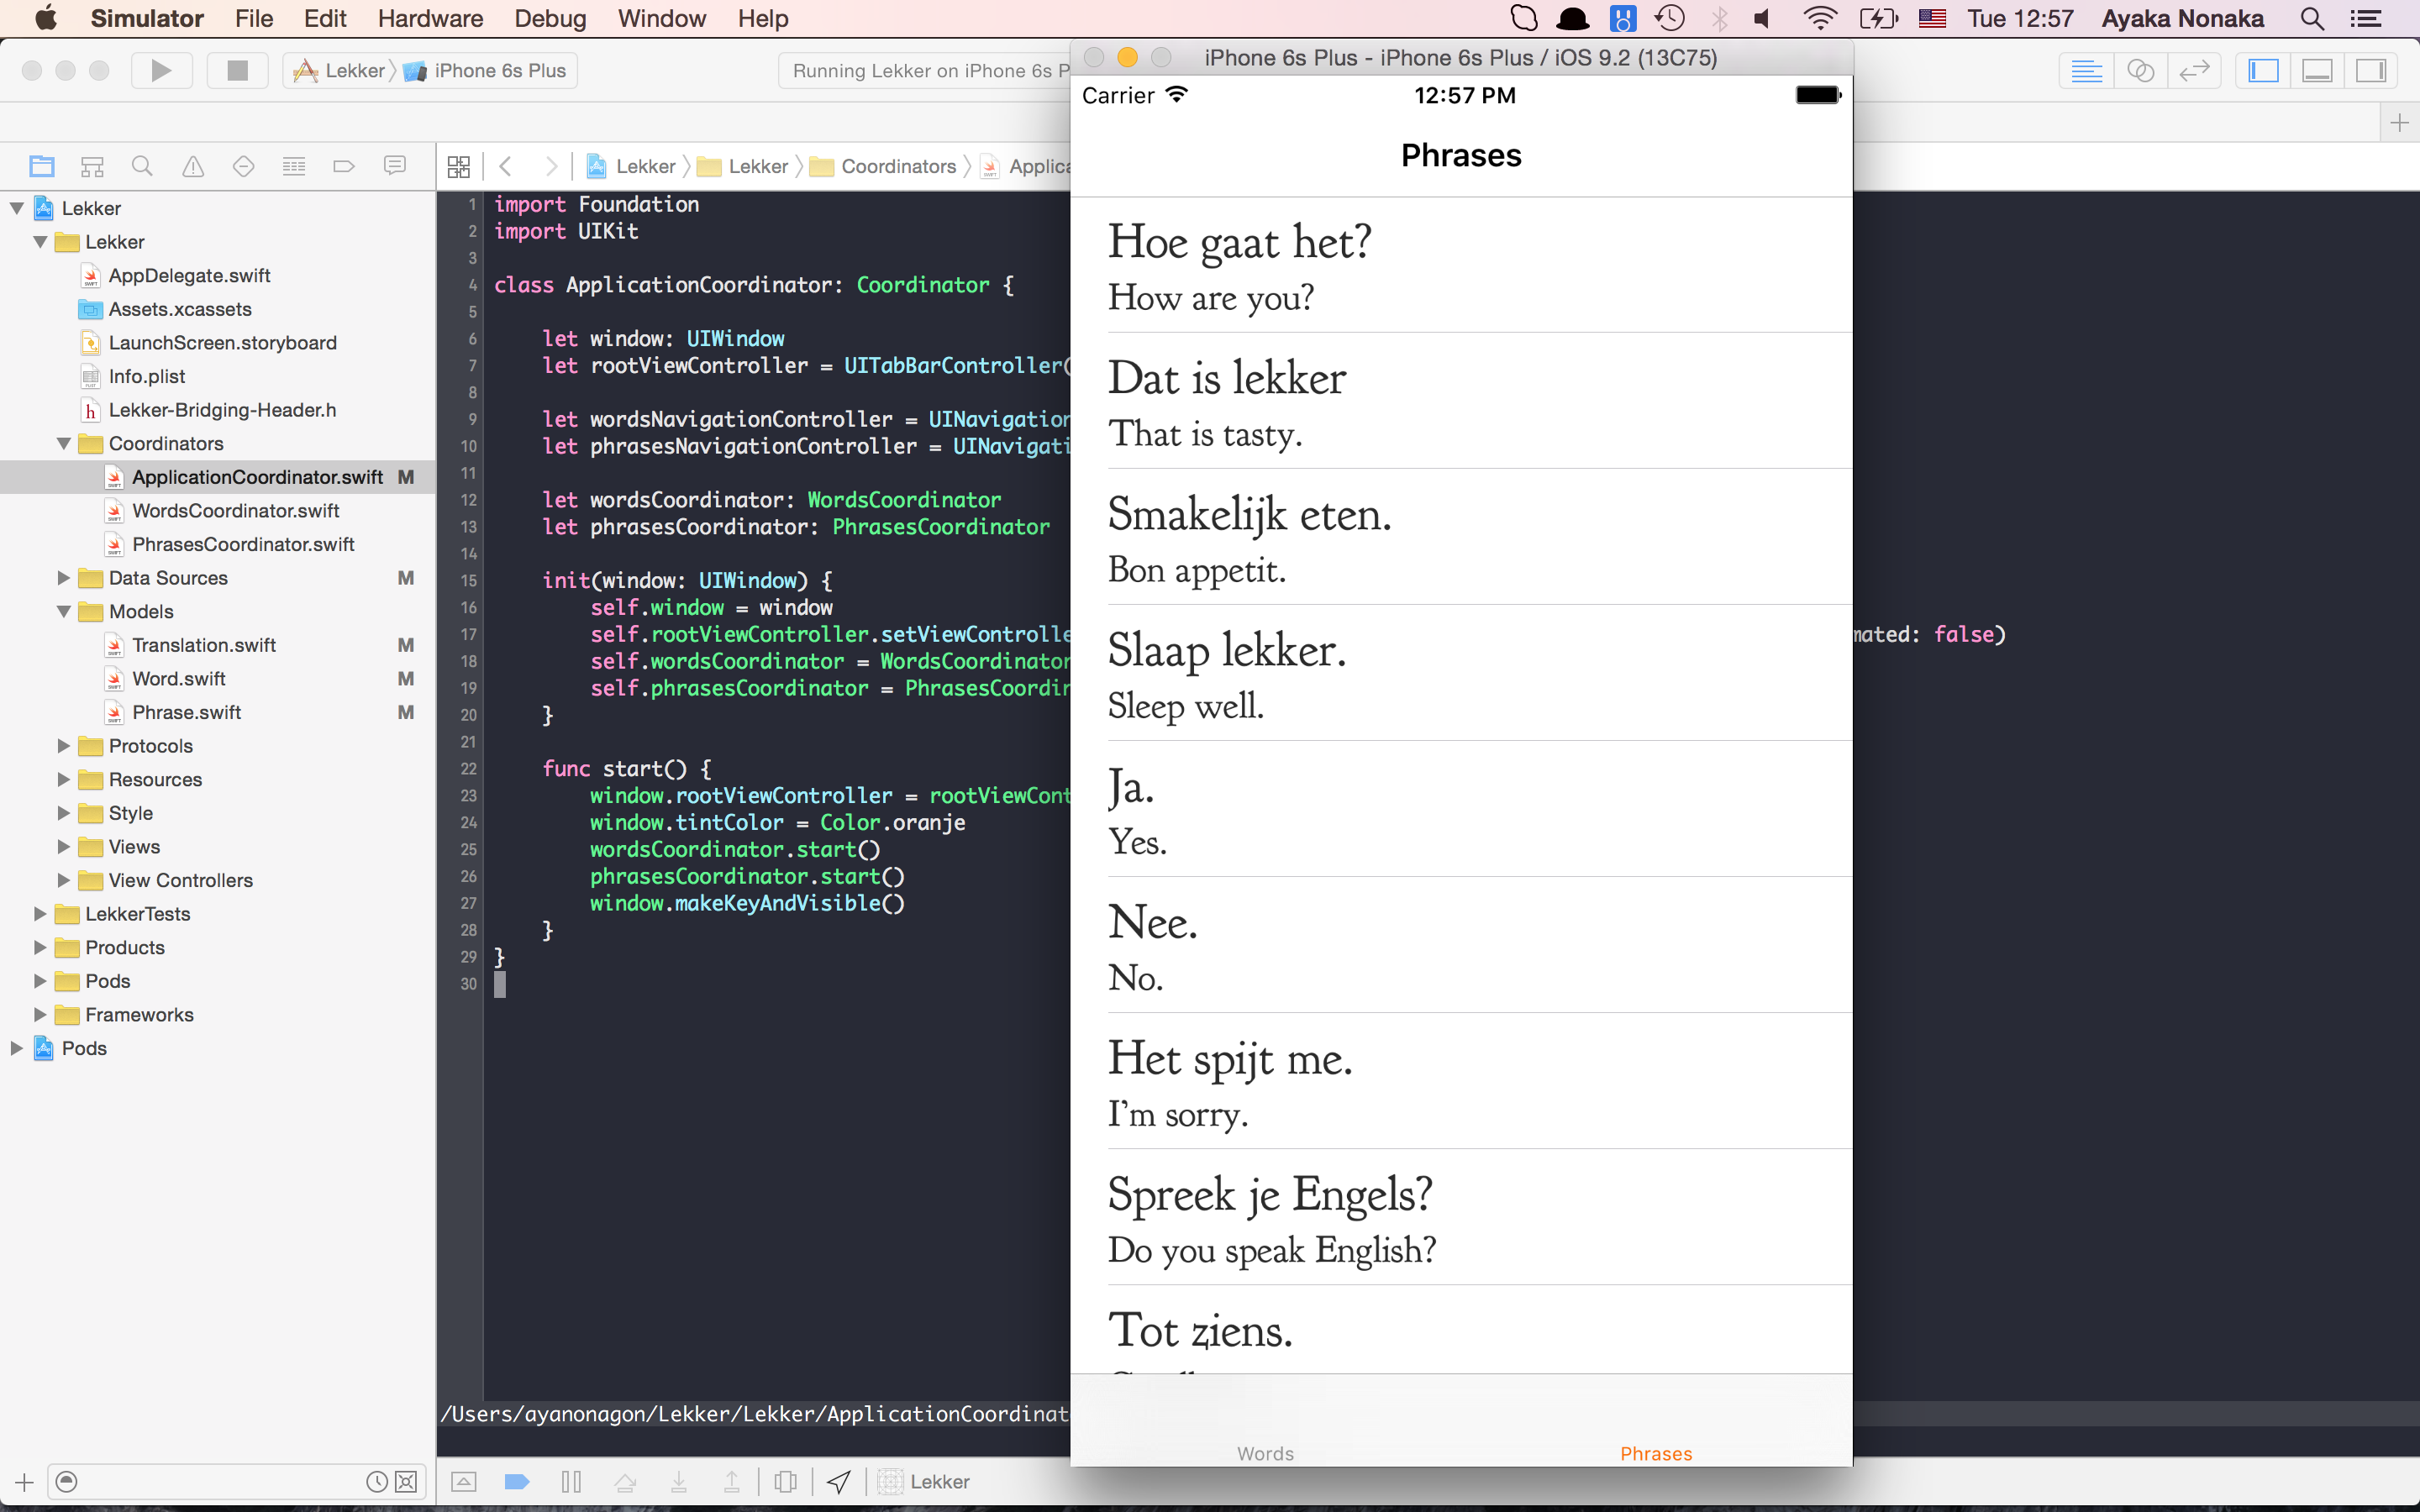 Simulator File Edit Hardware Debug Window Help Tue 12:57 Ayaka Nonaka
Lekker iPhone 6s Plus Running Lekker on iPhone 6s P
Lekker Lekker Coordinators
Lekker
Lekker
AppDelegate.swift
Assets.xcassets
LaunchScreen.storyboard
Info.plist
h Lekker-Bridging-Header.h
Coordinators
ApplicationCoordinator.swift M
WordsCoordinator.swift
PhrasesCoordinator.swift
Data Sources M
Models
Translation.swift M
Word.swift M
Phrase.swift M
Protocols
Resources
Style
Views
View Controllers
LekkerTests
Products
Pods
Frameworks
Pods
1 import Foundation
2 import UIKit
3
4 class ApplicationCoordinator: Coordinator {
5
6 let window: UIWindow
7 let rootViewController = UITabBarController(
8
9 let wordsNavigationController = UINavigation
10 let phrasesNavigationController = UINavigati
11
12 let wordsCoordinator: WordsCoordinator
13 let phrasesCoordinator: PhrasesCoordinator
14
15 init(window: UIWindow) {
16 self.window = window
17 self.rootViewController.setViewControlle mated: false)
18 self.wordsCoordinator = WordsCoordinator
19 self.phrasesCoordinator = PhrasesCoordin
20 }
21
22 func start() {
23 window.rootViewController = rootViewCont
24 window.tintColor = Color.oranje
25 wordsCoordinator.start()
26 phrasesCoordinator.start()
27 window.makeKeyAndVisible()
28 }
29 }
30
/Users/ayanonagon/Lekker/Lekker/ApplicationCoordinat
Lekker
iPhone 6s Plus - iPhone 6s Plus / iOS 9.2 (13C75)
Carrier 12:57 PM
Phrases
Hoe gaat het?
How are you?
Dat is lekker
That is tasty.
Smakelijk eten.
Bon appetit.
Slaap lekker.
Sleep well.
Ja.
Yes.
Nee.
No.
Het spijt me.
I'm sorry.
Spreek je Engels?
Do you speak English?
Tot ziens.
Words Phrases